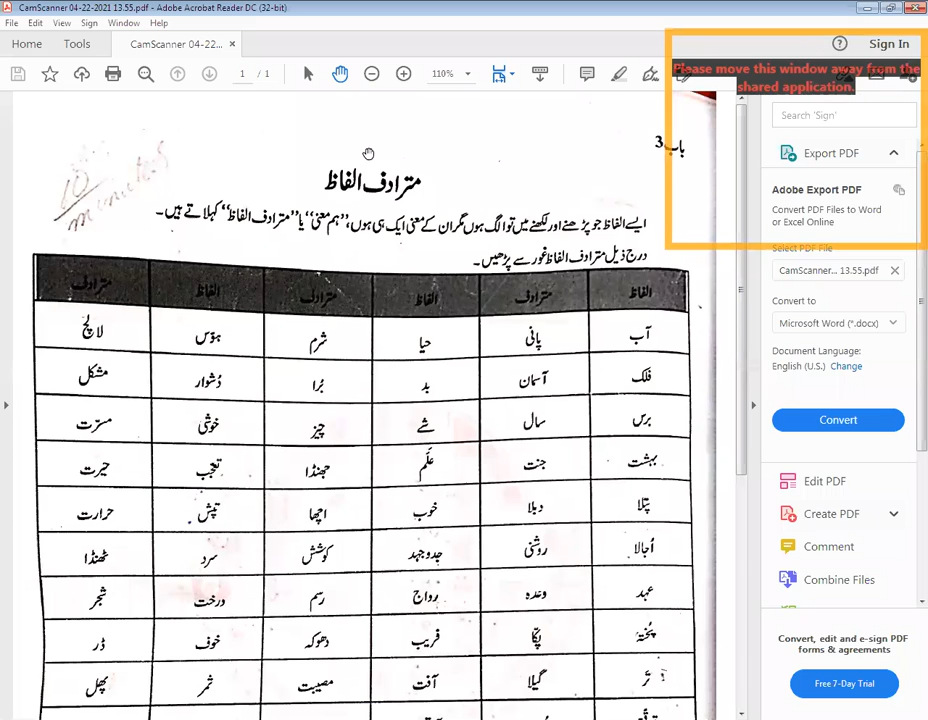 CamScanner 04-22-2021 13.55.pdf - Adobe Acrobat Reader DC (32-bit)
File Edit View Sign Window Help
Home Tools CamScanner 04-22... × Sign In
1 / 1 110%
Please move this window away from the
shared application.
Search 'Sign'
Export PDF
Adobe Export PDF
Convert PDF Files to Word
or Excel Online
Select PDF File
CamScanner... 13.55.pdf ×
Convert to
Microsoft Word (*.docx)
Document Language:
English (U.S.) Change
Convert
Edit PDF
Create PDF
Comment
Combine Files
Convert, edit and e-sign PDF
forms & agreements
Free 7-Day Trial
باب 3
10
minutes
مترادف الفاظ
ایسے الفاظ جو پڑھنے اور لکھنے میں تو الگ ہوں مگر ان کے معنی ایک ہی ہوں، "ہم معنی" یا "مترادف الفاظ" کہلاتے ہیں۔
درج ذیل مترادف الفاظ غور سے پڑھیں۔
الفاظ مترادف الفاظ مترادف الفاظ مترادف
آب پانی حیا شرم ہوس لالچ
فلک آسمان بد بُرا دُشوار مشکل
برس سال شے چیز خوشی مسرّت
بہشت جنت عَلَم جھنڈا تعجّب حیرت
پتلا دبلا خوب اچھا تپش حرارت
اُجالا روشنی جدوجہد کوشش سرد ٹھنڈا
عہد وعدہ رواج رسم درخت شجر
پُختہ پکّا فریب دھوکہ خوف ڈر
تَر گیلا آفت مصیبت ثمر پھل